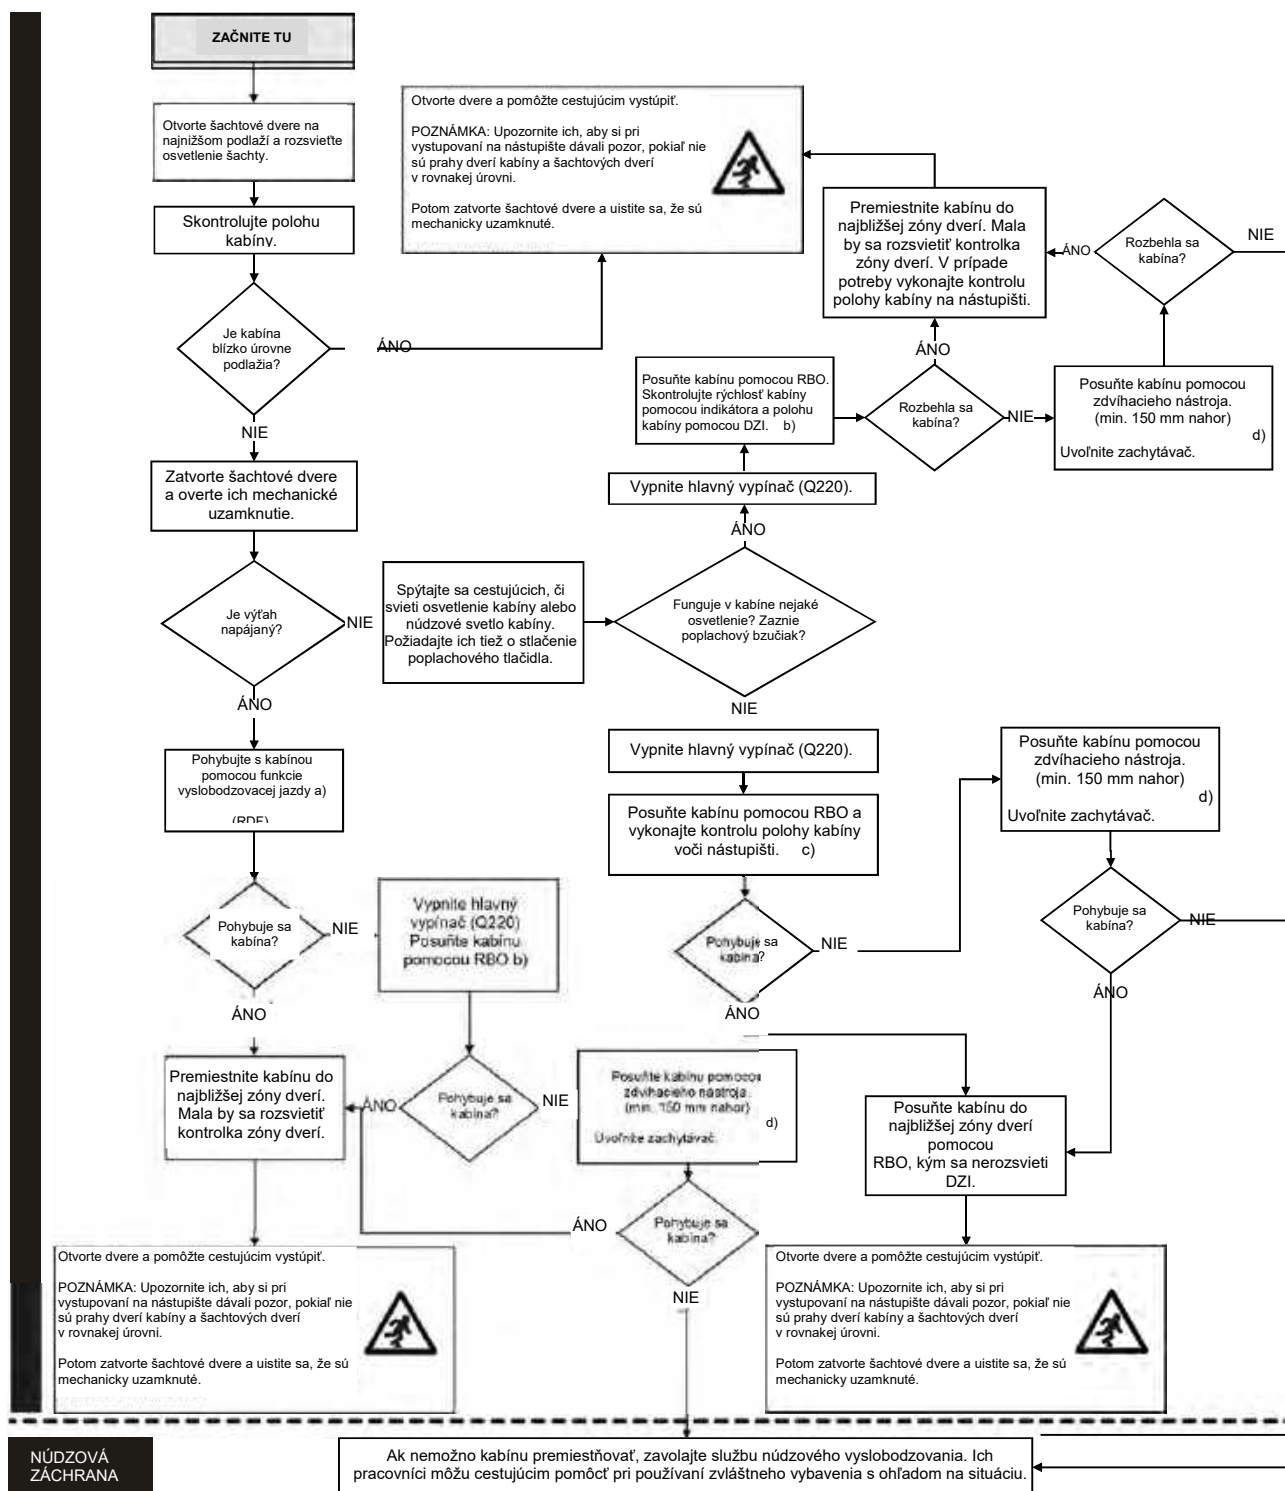 ZAČNITE TU
Otvorte šachtové dvere na
najnižšom podlaží a rozsvieťte
osvetlenie šachty.
Skontrolujte polohu
kabíny.
Je kabína
blízko úrovne
podlažia?
ÁNO
NIE
Otvorte dvere a pomôžte cestujúcim vystúpiť.
POZNÁMKA: Upozornite ich, aby si pri
vystupovaní na nástupište dávali pozor, pokiaľ nie
sú prahy dverí kabíny a šachtových dverí
v rovnakej úrovni.
Potom zatvorte šachtové dvere a uistite sa, že sú
mechanicky uzamknuté.
Premiestnite kabínu do
najbližšej zóny dverí. Mala
by sa rozsvietiť kontrolka
zóny dverí. V prípade
potreby vykonajte kontrolu
polohy kabíny na nástupišti.
ÁNO
Rozbehla sa
kabína?
NIE
ÁNO
Posuňte kabínu pomocou RBO.
Skontrolujte rýchlosť kabíny
pomocou indikátora a polohu
kabíny pomocou DZI. b)
Rozbehla sa
kabína?
NIE
Posuňte kabínu pomocou
zdvíhacieho nástroja.
(min. 150 mm nahor)
d)
Uvoľnite zachytávač.
Zatvorte šachtové dvere
a overte ich mechanické
uzamknutie.
Vypnite hlavný vypínač (Q220).
ÁNO
Je výťah
napájaný?
NIE
Spýtajte sa cestujúcich, či
svieti osvetlenie kabíny alebo
núdzové svetlo kabíny.
Požiadajte ich tiež o stlačenie
poplachového tlačidla.
Funguje v kabíne nejaké
osvetlenie? Zaznie
poplachový bzučiak?
ÁNO
NIE
Pohybujte s kabínou
pomocou funkcie
vyslobodzovacej jazdy a)
(RDF)
Vypnite hlavný vypínač (Q220).
Posuňte kabínu pomocou RBO a
vykonajte kontrolu polohy kabíny
voči nástupišti. c)
Posuňte kabínu pomocou
zdvíhacieho nástroja.
(min. 150 mm nahor)
d)
Uvoľnite zachytávač.
Pohybuje sa
kabína?
NIE
Vypnite hlavný
vypínač (Q220)
Posuňte kabínu
pomocou RBO b)
Pohybuje sa
kabína?
NIE
Pohybuje sa
kabína?
NIE
ÁNO
ÁNO
ÁNO
Premiestnite kabínu do
najbližšej zóny dverí.
Mala by sa rozsvietiť
kontrolka zóny dverí.
ÁNO
Pohybuje sa
kabína?
NIE
Posuňte kabínu pomocou
zdvíhacieho nástroja.
(min. 150 mm nahor)
d)
Uvoľnite zachytávač.
Posuňte kabínu do
najbližšej zóny dverí
pomocou
RBO, kým sa nerozsvieti
DZI.
ÁNO
Pohybuje sa
kabína?
NIE
Otvorte dvere a pomôžte cestujúcim vystúpiť.
POZNÁMKA: Upozornite ich, aby si pri
vystupovaní na nástupište dávali pozor, pokiaľ nie
sú prahy dverí kabíny a šachtových dverí
v rovnakej úrovni.
Potom zatvorte šachtové dvere a uistite sa, že sú
mechanicky uzamknuté.
Otvorte dvere a pomôžte cestujúcim vystúpiť.
POZNÁMKA: Upozornite ich, aby si pri
vystupovaní na nástupište dávali pozor, pokiaľ nie
sú prahy dverí kabíny a šachtových dverí
v rovnakej úrovni.
Potom zatvorte šachtové dvere a uistite sa, že sú
mechanicky uzamknuté.
NÚDZOVÁ
ZÁCHRANA
Ak nemožno kabínu premiestňovať, zavolajte službu núdzového vyslobodzovania. Ich
pracovníci môžu cestujúcim pomôcť pri používaní zvláštneho vybavenia s ohľadom na situáciu.